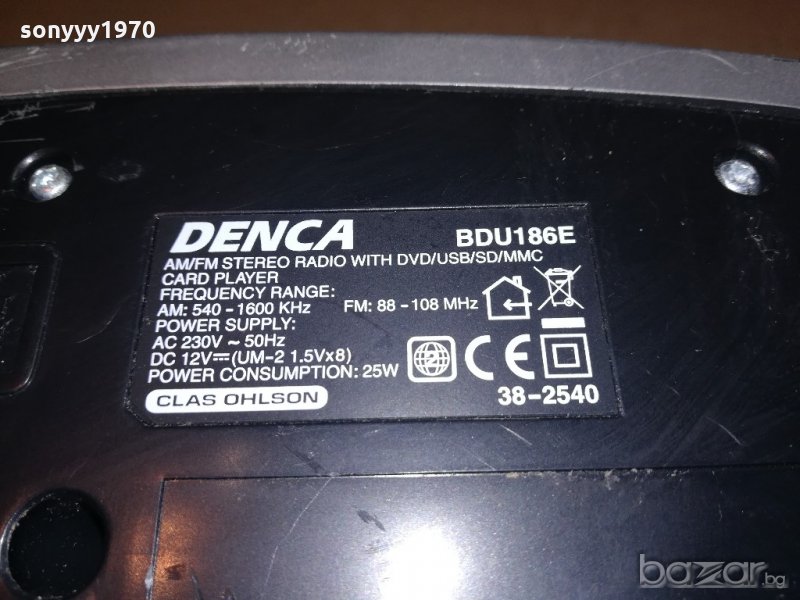 sonyyy1970
DENCA BDU186E
AM/FM STEREO RADIO WITH DVD/USB/SD/MMC
CARD PLAYER
FREQUENCY RANGE:
AM: 540-1600 KHz FM: 88-108 MHz
POWER SUPPLY:
AC 230V ~ 50Hz
DC 12V⎓(UM-2 1.5Vx8)
POWER CONSUMPTION: 25W
2 CE
CLAS OHLSON 38-2540
bazar.bg